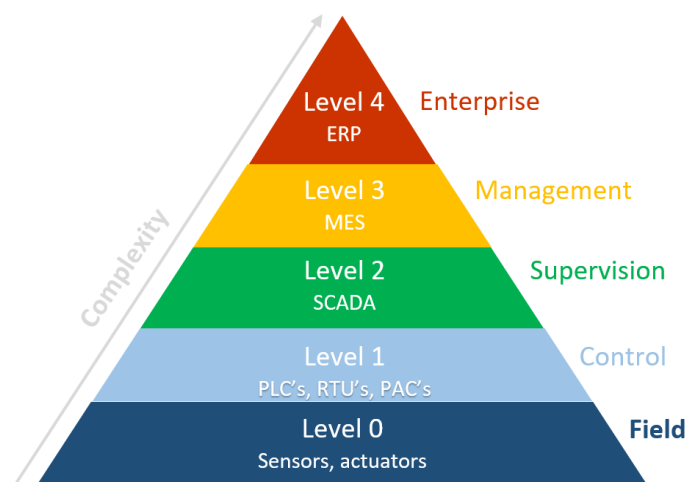 Level 4
ERP
Enterprise
Level 3
MES
Management
Level 2
SCADA
Supervision
Level 1
PLC’s, RTU’s, PAC’s
Control
Level 0
Sensors, actuators
Field
Complexity